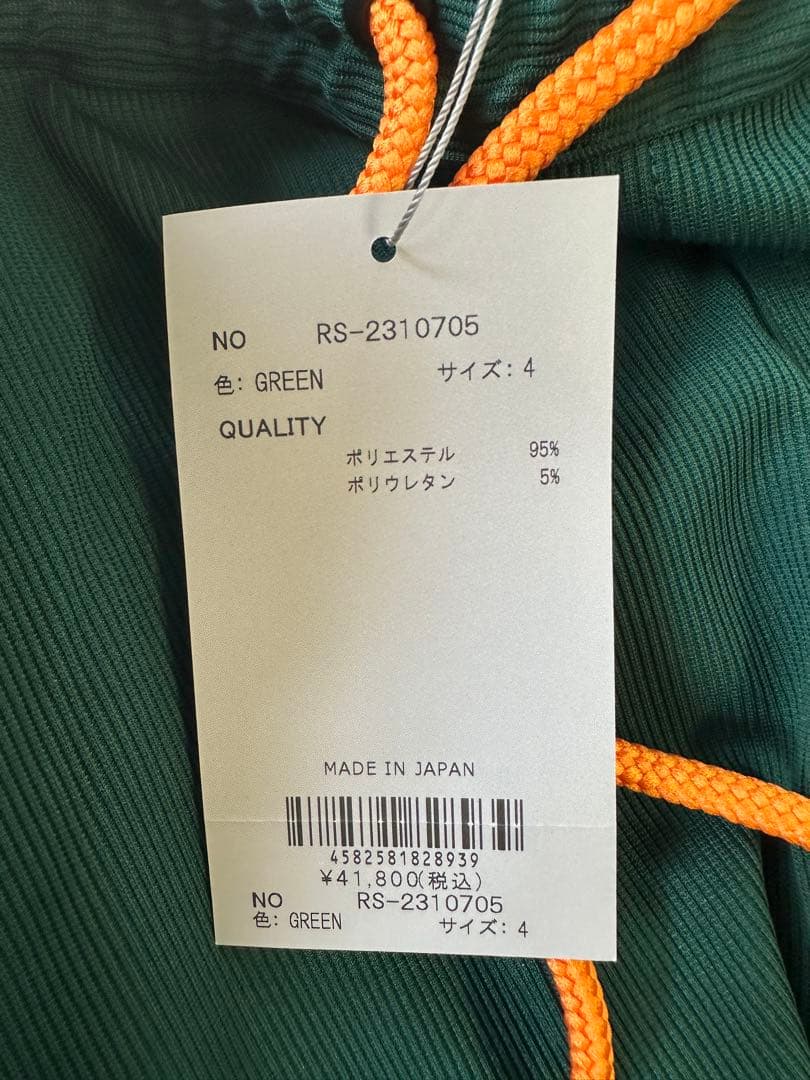 NO RS-2310705
色: GREEN サイズ: 4
QUALITY
ポリエステル 95%
ポリウレタン 5%
MADE IN JAPAN
4582581828939
¥41,800(税込)
NO RS-2310705
色: GREEN サイズ: 4